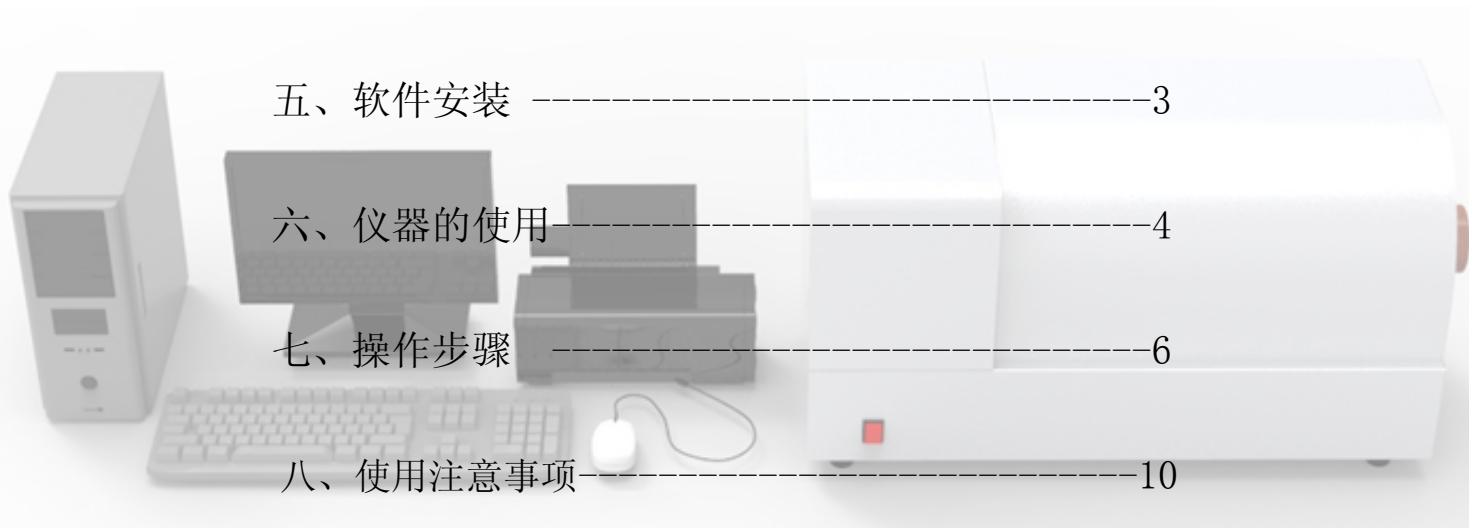 五、软件安装 -------------------------------3
六、仪器的使用------------------------------4
七、操作步骤 ------------------------------6
八、使用注意事项----------------------------10